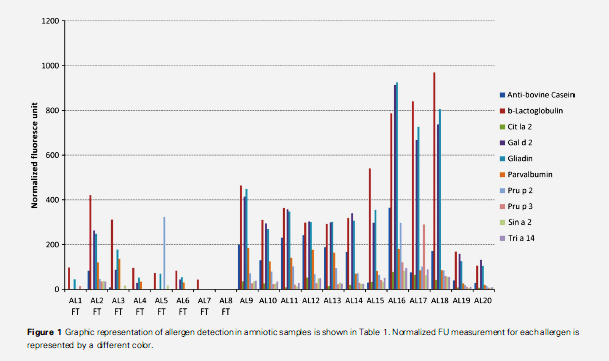 1200
1000
800
600
400
200
0
Normalized fluoresce unit
AL1 AL2 AL3 AL4 AL5 AL6 AL7 AL8 AL9 AL10 AL11 AL12 AL13 AL14 AL15 AL16 AL17 AL18 AL19 AL20
FT FT FT FT FT FT FT FT
Anti-bovine Casein
b-Lactoglobulin
Cit la 2
Gal d 2
Gliadin
Parvalbumin
Pru p 2
Pru p 3
Sin a 2
Tri a 14
Figure 1 Graphic representation of allergen detection in amniotic samples is shown in Table 1. Normalized FU measurement for each allergen is
represented by a different color.